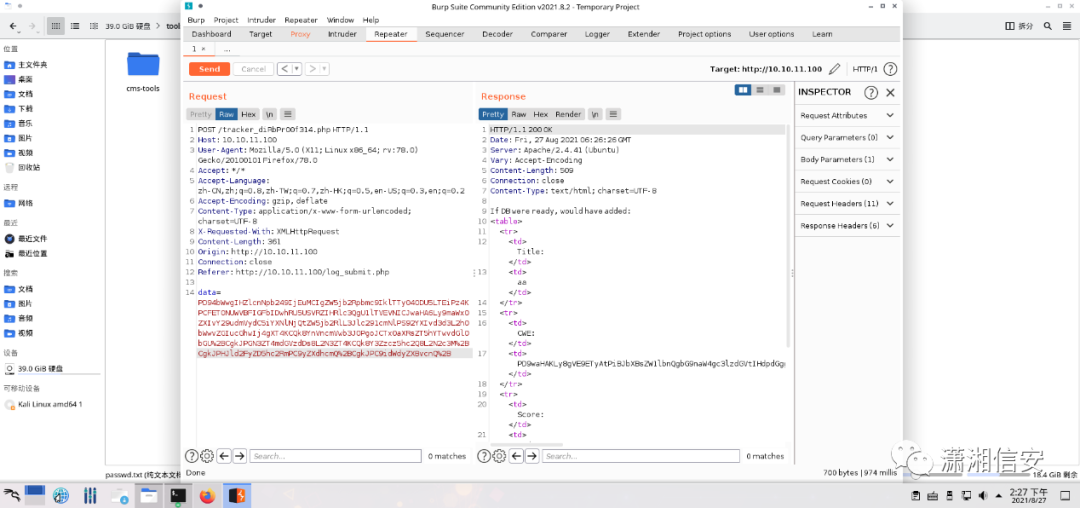 Burp Suite Community Edition v2021.8.2 - Temporary Project
Burp Project Intruder Repeater Window Help
39.0 GiB 硬盘
拆分
Dashboard Target Proxy Intruder Repeater Sequencer Decoder Comparer Logger Extender Project options User options Learn
1 × ...
Send Cancel < > Target: http://10.10.11.100 HTTP/1
位置
主文件夹
桌面
文档
下载
音乐
图片
视频
回收站
远程
网络
最近
最近文件
最近位置
搜索
文档
图片
音频
视频
设备
39.0 GiB 硬盘
可移动设备
Kali Linux amd64 1
cms-tools
Request
Pretty Raw Hex \n
1 POST /tracker_diRbPr00f314.php HTTP/1.1
2 Host: 10.10.11.100
3 User-Agent: Mozilla/5.0 (X11; Linux x86_64; rv:78.0)
Gecko/20100101 Firefox/78.0
4 Accept: */*
5 Accept-Language:
zh-CN,zh;q=0.8,zh-TW;q=0.7,zh-HK;q=0.5,en-US;q=0.3,en;q=0.2
6 Accept-Encoding: gzip, deflate
7 Content-Type: application/x-www-form-urlencoded;
charset=UTF-8
8 X-Requested-With: XMLHttpRequest
9 Content-Length: 361
10 Origin: http://10.10.11.100
11 Connection: close
12 Referer: http://10.10.11.100/log_submit.php
13
14 data=
Search... 0 matches
Done
Response
Pretty Raw Hex Render \n
1 HTTP/1.1 200 OK
2 Date: Fri, 27 Aug 2021 06:26:26 GMT
3 Server: Apache/2.4.41 (Ubuntu)
4 Vary: Accept-Encoding
5 Content-Length: 509
6 Connection: close
7 Content-Type: text/html; charset=UTF-8
8
9 If DB were ready, would have added:
10 <table>
11 <tr>
12 <td>
Title:
</td>
13 <td>
aa
</td>
14 </tr>
15 <tr>
16 <td>
CWE:
</td>
17 <td>
</td>
18 </tr>
19 <tr>
20 <td>
Score:
</td>
21 <td>
Search... 0 matches
700 bytes | 974 millis
INSPECTOR
Request Attributes
Query Parameters (0)
Body Parameters (1)
Request Cookies (0)
Request Headers (11)
Response Headers (6)
潇湘信安
18.4 GiB 剩余
2:27 下午
2021/8/27